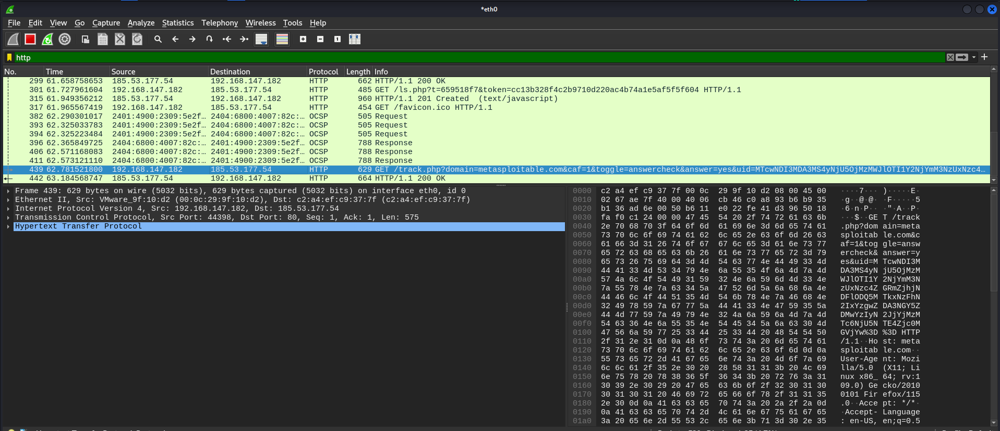 *eth0
File Edit View Go Capture Analyze Statistics Telephony Wireless Tools Help
http
No. Time Source Destination Protocol Length Info
299 61.658758653 185.53.177.54 192.168.147.182 HTTP 662 HTTP/1.1 200 OK
301 61.727961604 192.168.147.182 185.53.177.54 HTTP 485 GET /ls.php?t=659518f7&token=cc13b328f4c2b9710d220ac4b74a1e5af5f5f604 HTTP/1.1
315 61.949356212 185.53.177.54 192.168.147.182 HTTP 960 HTTP/1.1 201 Created (text/javascript)
317 61.965567419 192.168.147.182 185.53.177.54 HTTP 454 GET /favicon.ico HTTP/1.1
382 62.290301017 2401:4900:2309:5e2f… 2404:6800:4007:82c:… OCSP 505 Request
393 62.325033783 2401:4900:2309:5e2f… 2404:6800:4007:82c:… OCSP 505 Request
394 62.325223484 2401:4900:2309:5e2f… 2404:6800:4007:82c:… OCSP 505 Request
396 62.365849725 2404:6800:4007:82c:… 2401:4900:2309:5e2f… OCSP 788 Response
406 62.571168083 2404:6800:4007:82c:… 2401:4900:2309:5e2f… OCSP 788 Response
411 62.573121110 2404:6800:4007:82c:… 2401:4900:2309:5e2f… OCSP 788 Response
439 62.781521800 192.168.147.182 185.53.177.54 HTTP 629 GET /track.php?domain=metasploitable.com&caf=1&toggle=answercheck&answer=yes&uid=MTcwNDI3MDA3MS4yNjU5OjMzMWJlOTI1Y2NjYmM3NzUxNzc4…
442 63.184568747 185.53.177.54 192.168.147.182 HTTP 664 HTTP/1.1 200 OK
Frame 439: 629 bytes on wire (5032 bits), 629 bytes captured (5032 bits) on interface eth0, id 0
Ethernet II, Src: VMware_9f:10:d2 (00:0c:29:9f:10:d2), Dst: c2:a4:ef:c9:37:7f (c2:a4:ef:c9:37:7f)
Internet Protocol Version 4, Src: 192.168.147.182, Dst: 185.53.177.54
Transmission Control Protocol, Src Port: 44398, Dst Port: 80, Seq: 1, Ack: 1, Len: 575
Hypertext Transfer Protocol
0000 c2 a4 ef c9 37 7f 00 0c 29 9f 10 d2 08 00 45 00 ····7··· )·····E·
0010 02 67 ae 7f 40 00 40 06 cb 46 c0 a8 93 b6 b9 35 ·g··@·@· ·F·····5
0020 b1 36 ad 6e 00 50 b6 11 e0 22 fe 41 d3 96 50 18 ·6·n·P·· ·"·A··P·
0030 fa f0 c1 24 00 00 47 45 54 20 2f 74 72 61 63 6b ···$··GE T /track
0040 2e 70 68 70 3f 64 6f 6d 61 69 6e 3d 6d 65 74 61 .php?dom ain=meta
0050 73 70 6c 6f 69 74 61 62 6c 65 2e 63 6f 6d 26 63 sploitab le.com&c
0060 61 66 3d 31 26 74 6f 67 67 6c 65 3d 61 6e 73 77 af=1&tog gle=answ
0070 65 72 63 68 65 63 6b 26 61 6e 73 77 65 72 3d 79 ercheck& answer=y
0080 65 73 26 75 69 64 3d 4d 54 63 77 4e 44 49 33 4d es&uid=M TcwNDI3M
0090 44 41 33 4d 53 34 79 4e 6a 55 35 4f 6a 4d 7a 4d DA3MS4yN jU5OjMzM
00a0 57 4a 6c 4f 54 49 31 59 32 4e 6a 59 6d 4d 33 4e WJlOTI1Y 2NjYmM3N
00b0 7a 55 78 4e 7a 63 34 5a 47 52 6d 5a 6a 68 6a 4e zUxNzc4Z GRmZjhjN
00c0 44 46 6c 4f 44 51 35 4d 54 6b 78 4e 7a 46 68 4e DFlODQ5M TkxNzFhN
00d0 32 49 78 59 7a 67 77 5a 44 41 33 4e 47 59 35 5a 2IxYzgwZ DA3NGY5Z
00e0 44 4d 77 59 7a 49 79 4e 32 4a 6a 59 6a 4d 7a 4d DMwYzIyN 2JjYjMzM
00f0 54 63 36 4e 6a 55 35 4e 54 45 34 5a 6a 63 30 4d Tc6NjU5N TE4Zjc0M
0100 47 56 6a 59 77 25 33 44 25 33 44 20 48 54 54 50 GVjYw%3D %3D HTTP
0110 2f 31 2e 31 0d 0a 48 6f 73 74 3a 20 6d 65 74 61 /1.1··Ho st: meta
0120 73 70 6c 6f 69 74 61 62 6c 65 2e 63 6f 6d 0d 0a sploitab le.com··
0130 55 73 65 72 2d 41 67 65 6e 74 3a 20 4d 6f 7a 69 User-Age nt: Mozi
0140 6c 6c 61 2f 35 2e 30 20 28 58 31 31 3b 20 4c 69 lla/5.0 (X11; Li
0150 6e 75 78 20 78 38 36 5f 36 34 3b 20 72 76 3a 31 nux x86_ 64; rv:1
0160 30 39 2e 30 29 20 47 65 63 6b 6f 2f 32 30 31 30 09.0) Ge cko/2010
0170 30 31 30 31 20 46 69 72 65 66 6f 78 2f 31 31 35 0101 Fir efox/115
0180 2e 30 0d 0a 41 63 63 65 70 74 3a 20 2a 2f 2a 0d .0··Acce pt: */*·
0190 0a 41 63 63 65 70 74 2d 4c 61 6e 67 75 61 67 65 ·Accept- Language
01a0 3a 20 65 6e 2d 55 53 2c 65 6e 3b 71 3d 30 2e 35 : en-US, en;q=0.5